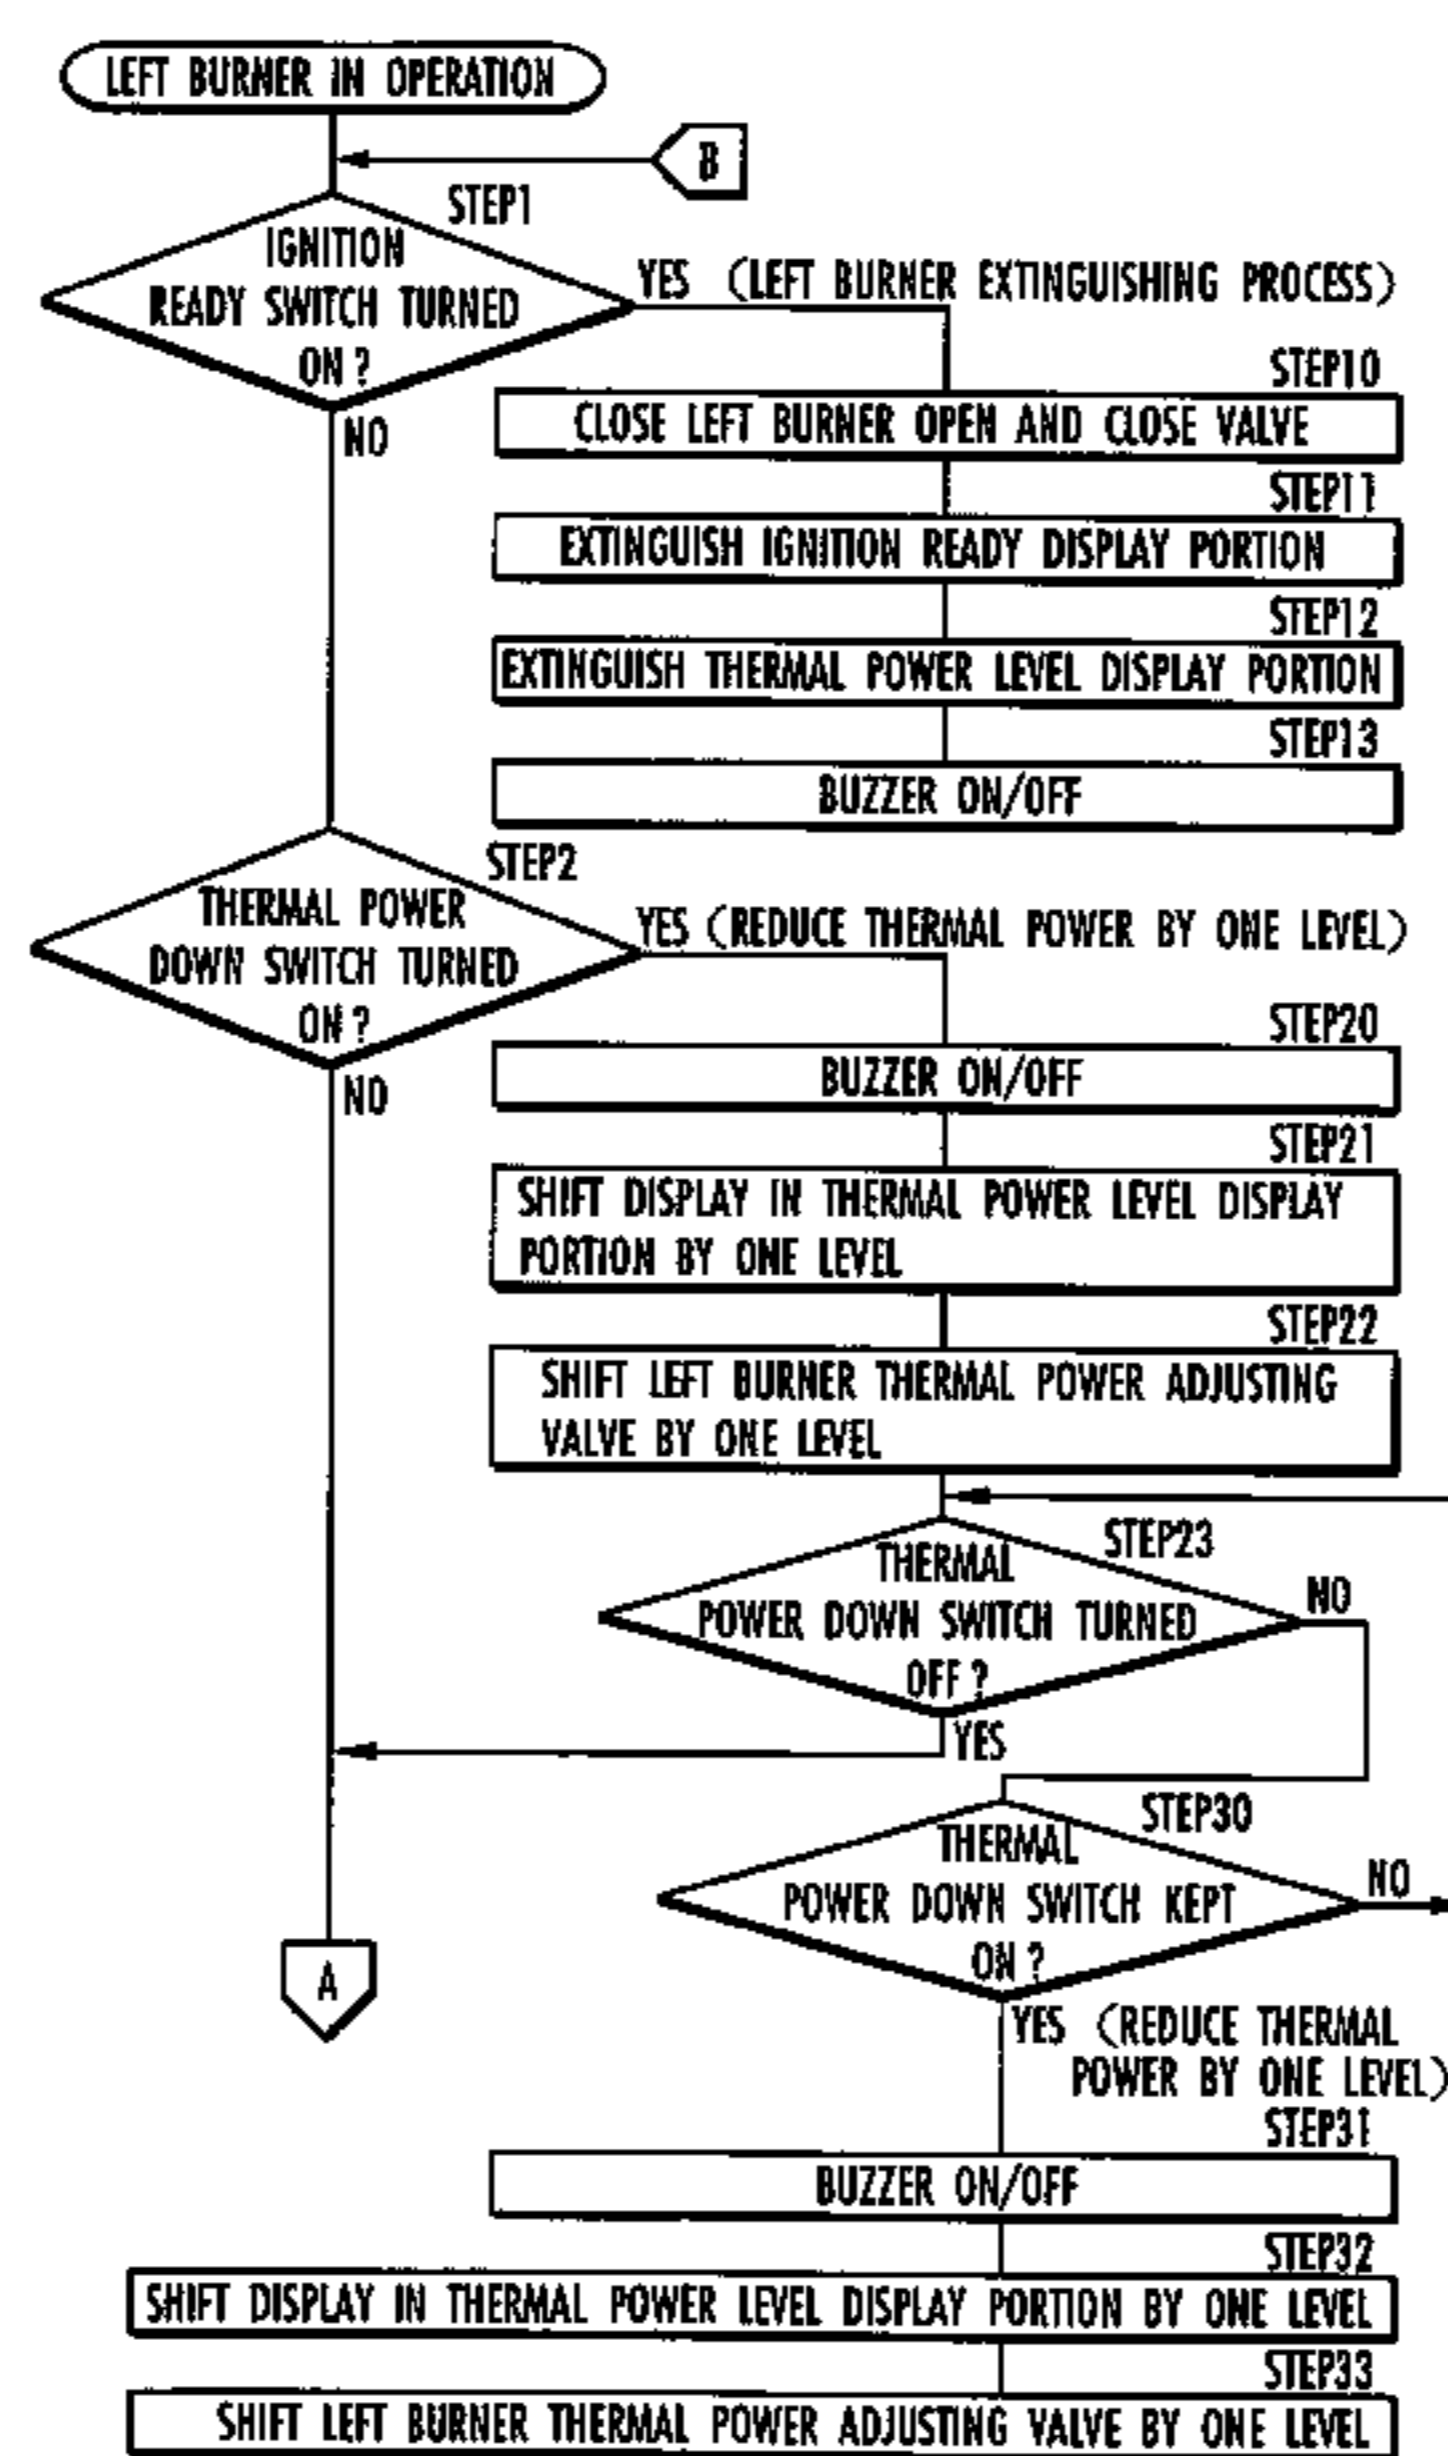 LEFT BURNER IN OPERATION
B
STEP1
IGNITION
READY SWITCH TURNED
ON?
YES (LEFT BURNER EXTINGUISHING PROCESS)
NO
STEP10
CLOSE LEFT BURNER OPEN AND CLOSE VALVE
STEP11
EXTINGUISH IGNITION READY DISPLAY PORTION
STEP12
EXTINGUISH THERMAL POWER LEVEL DISPLAY PORTION
STEP13
BUZZER ON/OFF
STEP2
THERMAL POWER
DOWN SWITCH TURNED
ON?
YES (REDUCE THERMAL POWER BY ONE LEVEL)
NO
STEP20
BUZZER ON/OFF
STEP21
SHIFT DISPLAY IN THERMAL POWER LEVEL DISPLAY
PORTION BY ONE LEVEL
STEP22
SHIFT LEFT BURNER THERMAL POWER ADJUSTING
VALVE BY ONE LEVEL
STEP23
THERMAL
POWER DOWN SWITCH TURNED
OFF?
NO
YES
STEP30
THERMAL
POWER DOWN SWITCH KEPT
ON?
NO
A
YES (REDUCE THERMAL
POWER BY ONE LEVEL)
STEP31
BUZZER ON/OFF
STEP32
SHIFT DISPLAY IN THERMAL POWER LEVEL DISPLAY PORTION BY ONE LEVEL
STEP33
SHIFT LEFT BURNER THERMAL POWER ADJUSTING VALVE BY ONE LEVEL